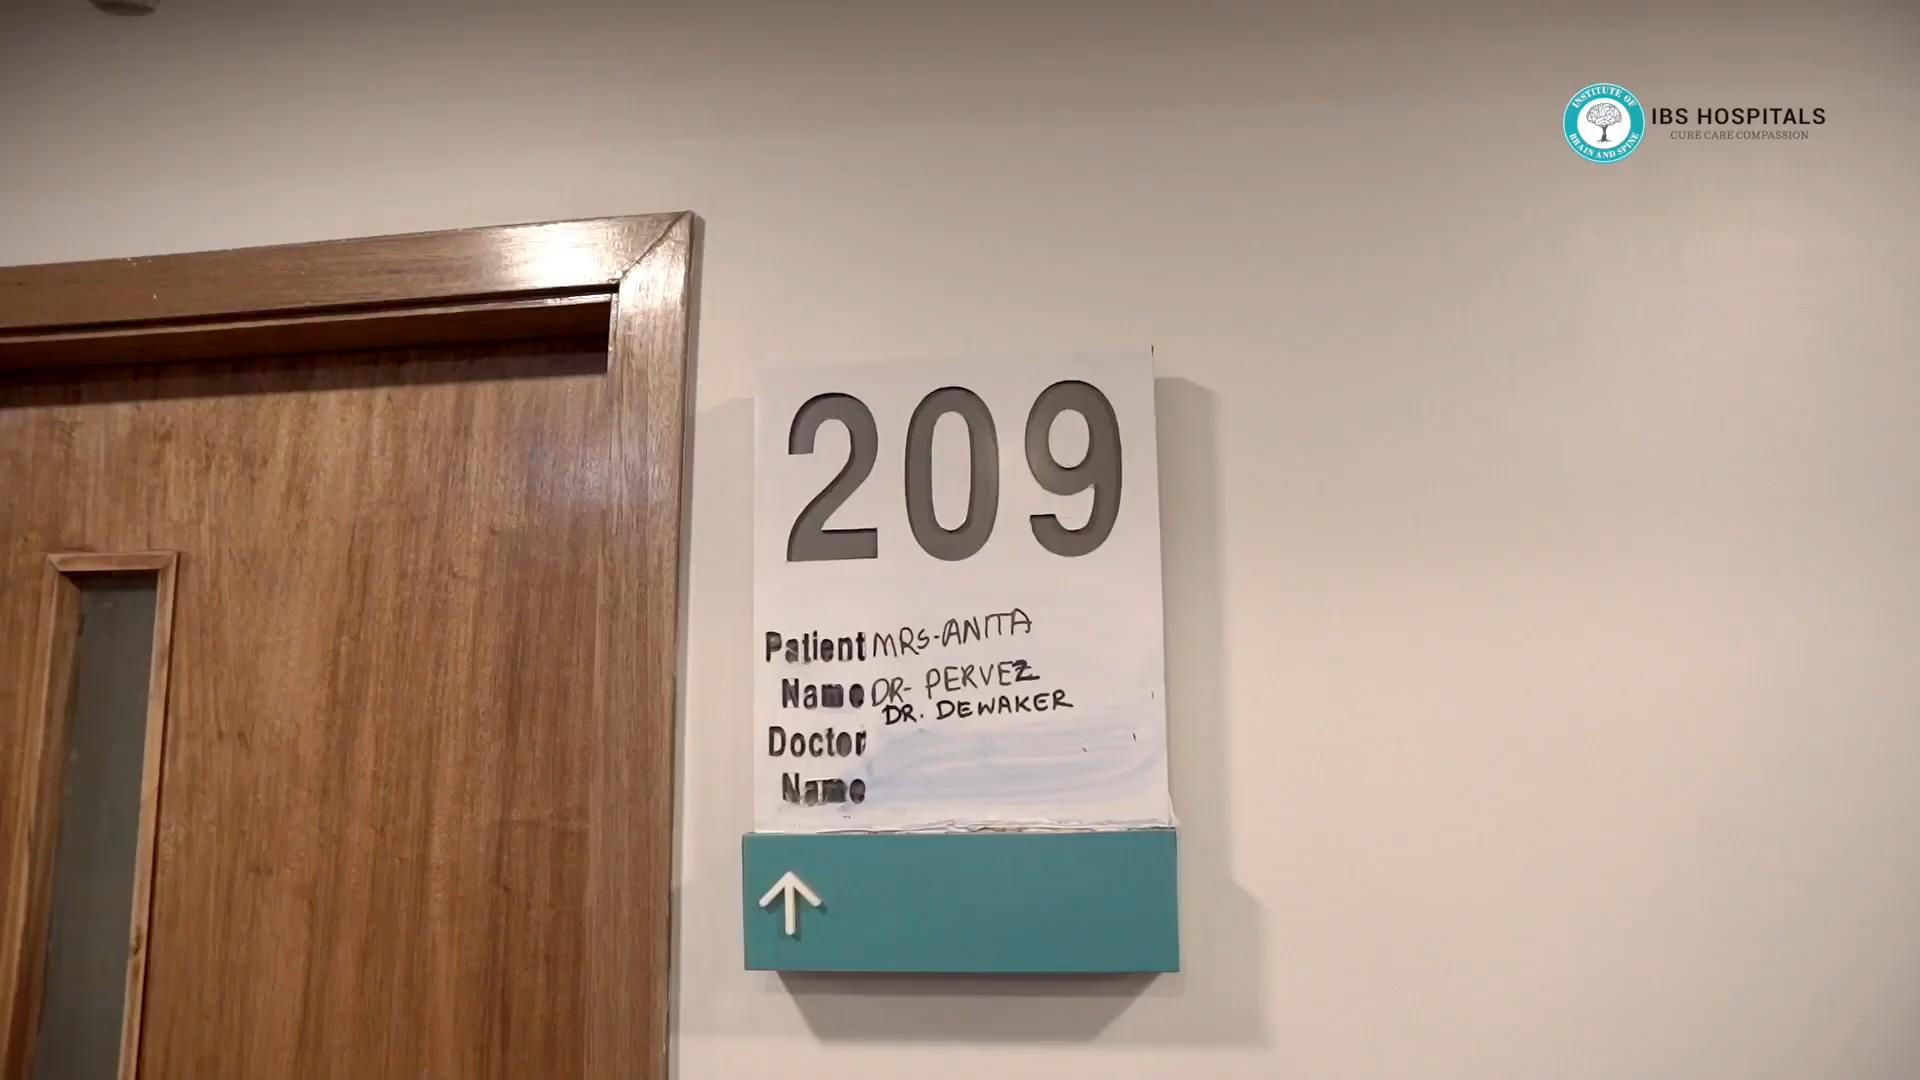 INSTITUTE OF
BRAIN AND SPINE
IBS HOSPITALS
CURE CARE COMPASSION
209
Patient MRS-ANITA
Name DR- PERVEZ
DR. DEWAKER
Doctor
Name